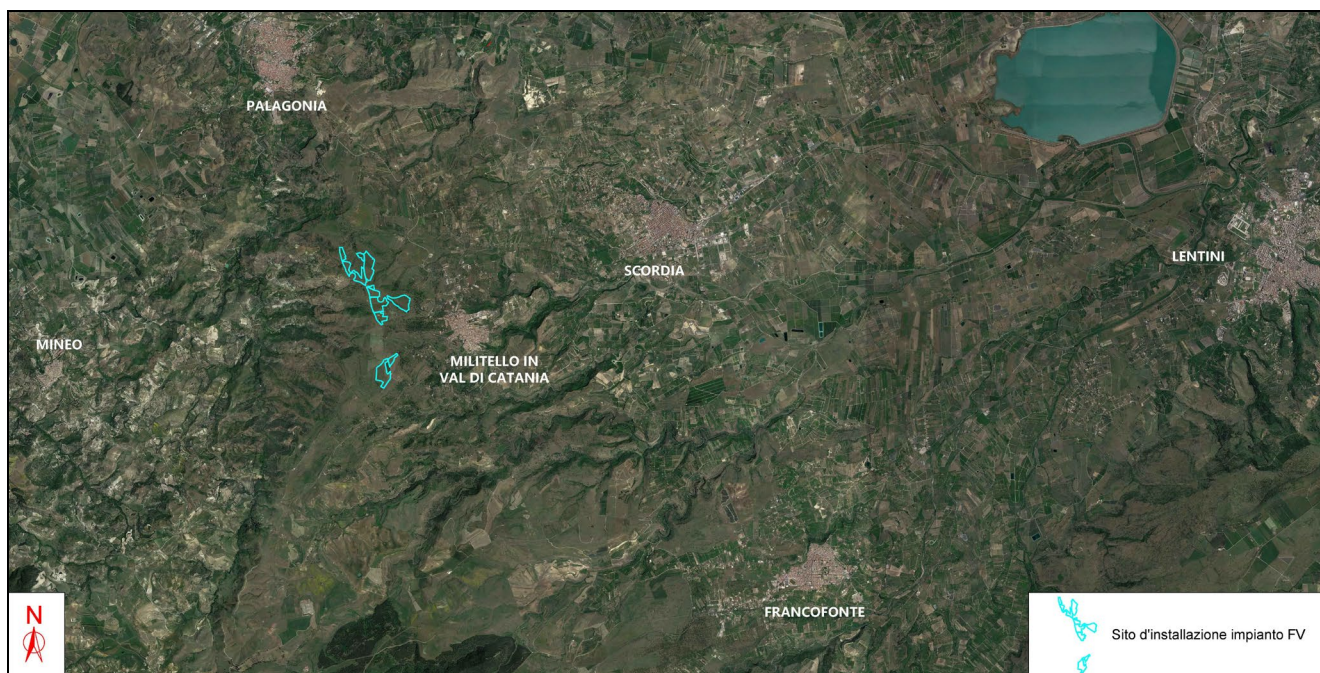 PALAGONIA
SCORDIA
LENTINI
MINEO
MILITELLO IN
VAL DI CATANIA
FRANCOFONTE
N
Sito d'installazione impianto FV